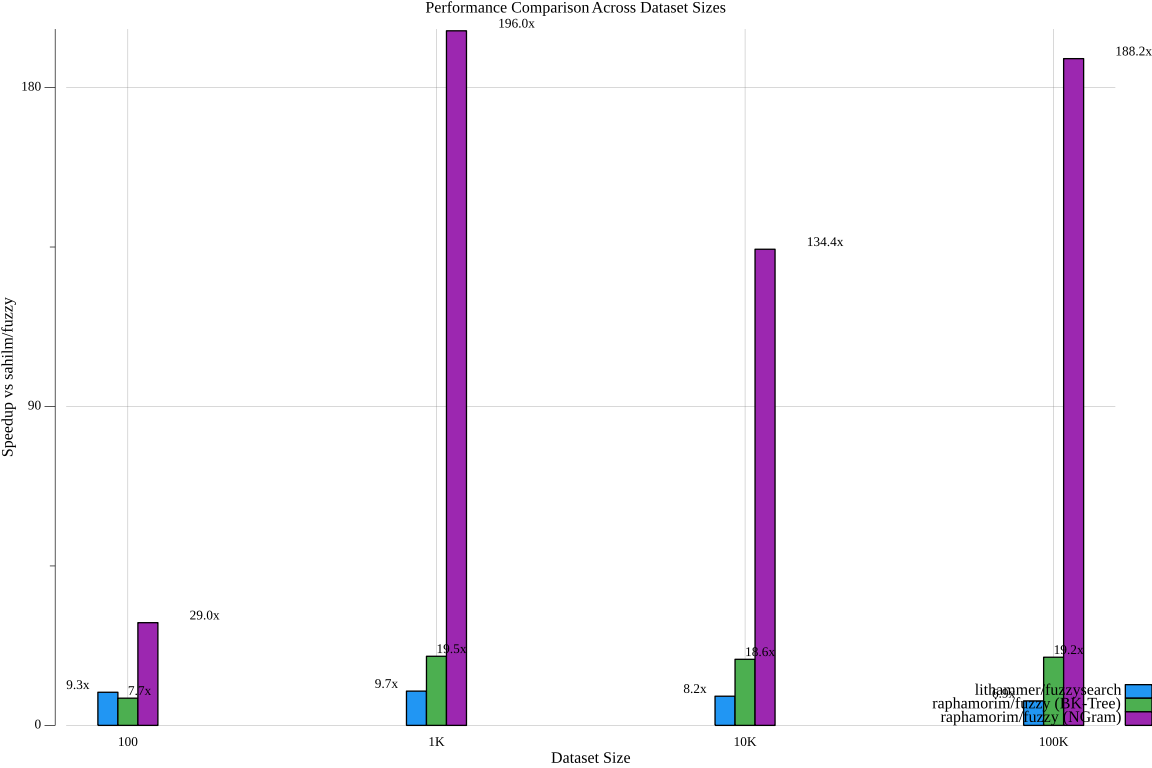 Performance Comparison Across Dataset Sizes
196.0x
188.2x
180
134.4x
Speedup vs sahilm/fuzzy
90
29.0x
9.3x
7.7x
9.7x
19.5x
8.2x
18.6x
19.2x
6.9x
lithammer/fuzzysearch
raphamorim/fuzzy (BK-Tree)
raphamorim/fuzzy (NGram)
0
100
1K
10K
100K
Dataset Size